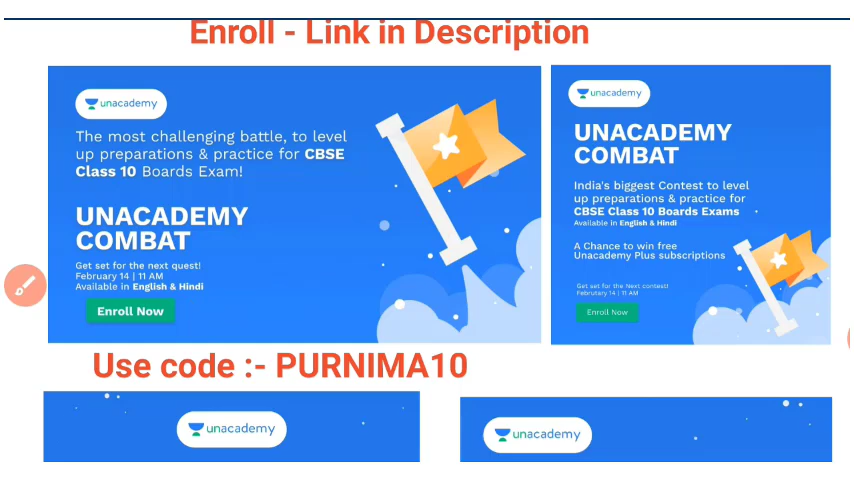 Enroll - Link in Description
unacademy
The most challenging battle, to level
up preparations & practice for CBSE
Class 10 Boards Exam!
UNACADEMY
COMBAT
Get set for the next quest!
February 14 | 11 AM
Available in English & Hindi
Enroll Now
unacademy
UNACADEMY
COMBAT
India's biggest Contest to level
up preparations & practice for
CBSE Class 10 Boards Exams
Available in English & Hindi
A Chance to win free
Unacademy Plus subscriptions
Get set for the Next contest!
Februtary 14 | 11 AM
Enroll Now
Use code :- PURNIMA10
unacademy
unacademy